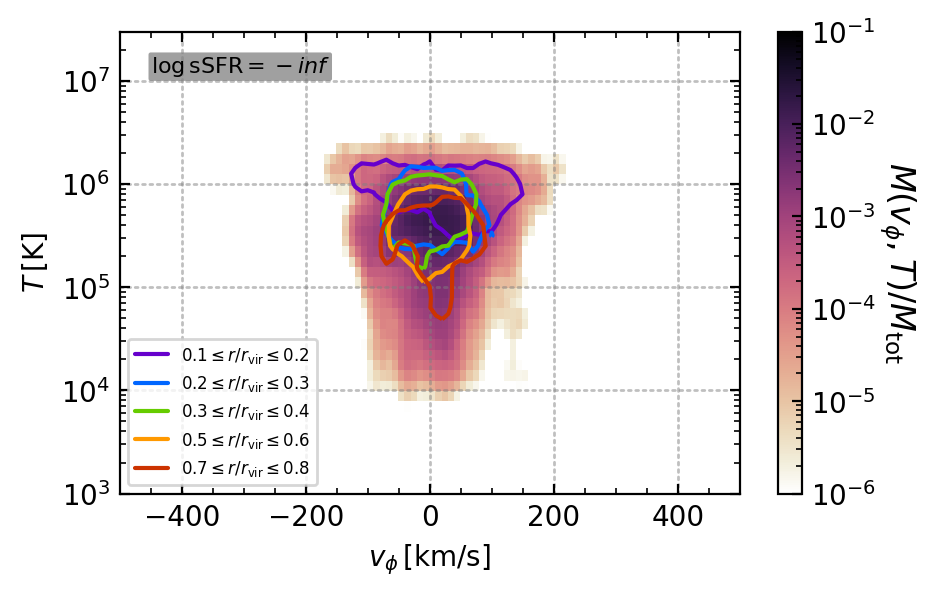 log sSFR = −inf
10⁷
10⁶
10⁵
10⁴
10³
T [K]
0.1 ≤ r/r_vir ≤ 0.2
0.2 ≤ r/r_vir ≤ 0.3
0.3 ≤ r/r_vir ≤ 0.4
0.5 ≤ r/r_vir ≤ 0.6
0.7 ≤ r/r_vir ≤ 0.8
−400 −200 0 200 400
v_ϕ [km/s]
10⁻¹
10⁻²
10⁻³
10⁻⁴
10⁻⁵
10⁻⁶
M(v_ϕ, T)/M_tot